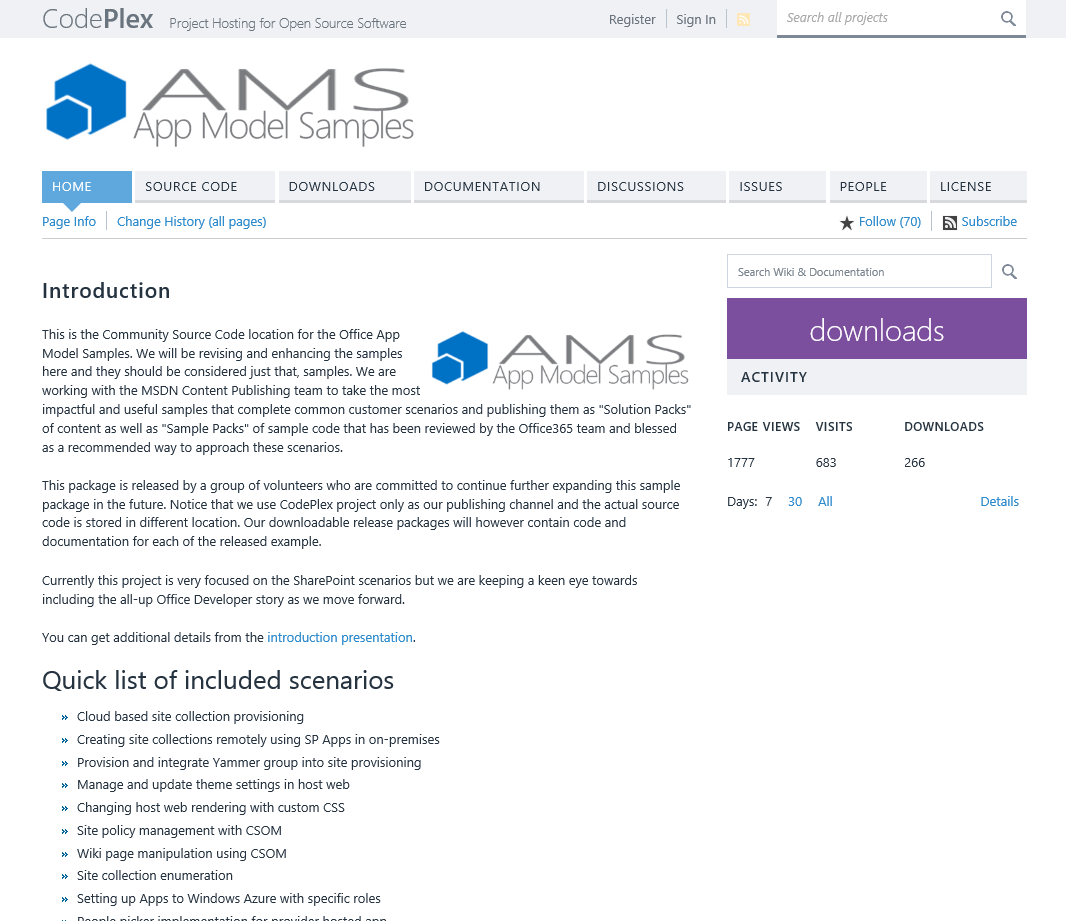 CodePlex Project Hosting for Open Source Software
Register Sign In Search all projects
AMS
App Model Samples
HOME SOURCE CODE DOWNLOADS DOCUMENTATION DISCUSSIONS ISSUES PEOPLE LICENSE
Page Info Change History (all pages) Follow (70) Subscribe
Search Wiki & Documentation
downloads
ACTIVITY
PAGE VIEWS VISITS DOWNLOADS
1777 683 266
Days: 7 30 All Details
Introduction
AMS
App Model Samples
This is the Community Source Code location for the Office App
Model Samples. We will be revising and enhancing the samples
here and they should be considered just that, samples. We are
working with the MSDN Content Publishing team to take the most
impactful and useful samples that complete common customer scenarios and publishing them as "Solution Packs"
of content as well as "Sample Packs" of sample code that has been reviewed by the Office365 team and blessed
as a recommended way to approach these scenarios.
This package is released by a group of volunteers who are committed to continue further expanding this sample
package in the future. Notice that we use CodePlex project only as our publishing channel and the actual source
code is stored in different location. Our downloadable release packages will however contain code and
documentation for each of the released example.
Currently this project is very focused on the SharePoint scenarios but we are keeping a keen eye towards
including the all-up Office Developer story as we move forward.
You can get additional details from the introduction presentation.
Quick list of included scenarios
» Cloud based site collection provisioning
» Creating site collections remotely using SP Apps in on-premises
» Provision and integrate Yammer group into site provisioning
» Manage and update theme settings in host web
» Changing host web rendering with custom CSS
» Site policy management with CSOM
» Wiki page manipulation using CSOM
» Site collection enumeration
» Setting up Apps to Windows Azure with specific roles
» People picker implementation for provider hosted app